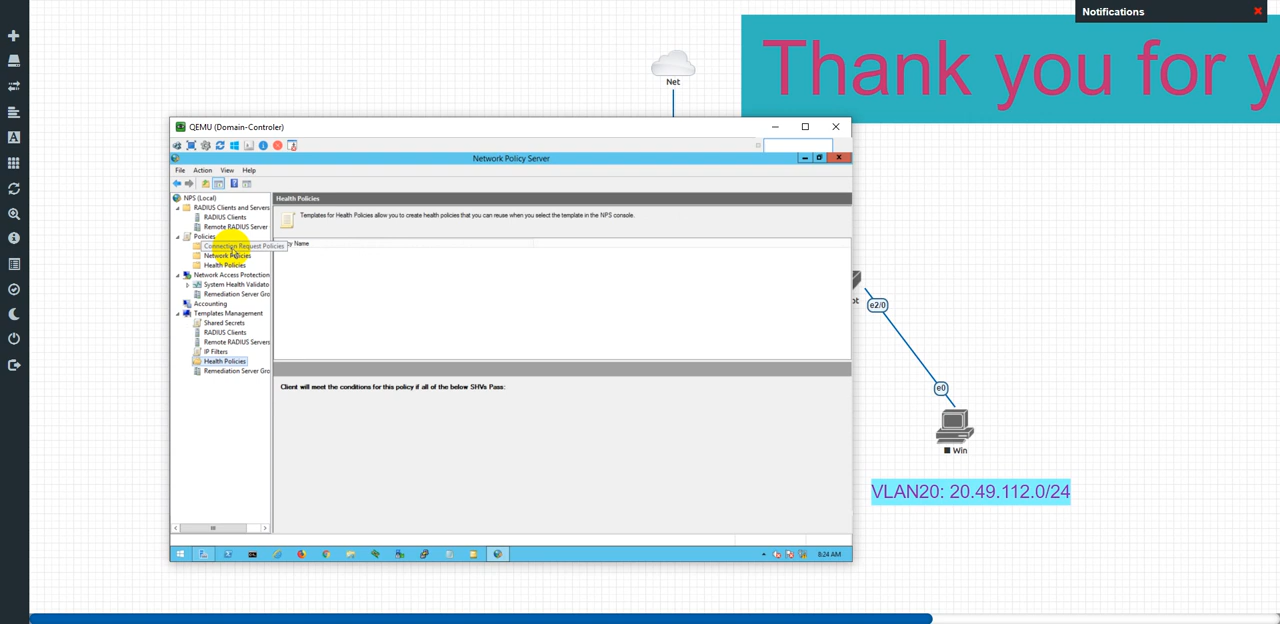 Notifications
Thank you for y
Net
QEMU (Domain-Controler)
Network Policy Server
File Action View Help
NPS (Local)
RADIUS Clients and Servers
RADIUS Clients
Remote RADIUS Server
Policies
Connection Request Policies
Network Policies
Health Policies
Network Access Protection
System Health Validato
Remediation Server Gro
Accounting
Templates Management
Shared Secrets
RADIUS Clients
Remote RADIUS Servers
IP Filters
Health Policies
Remediation Server Gro
Health Policies
Templates for Health Policies allow you to create health policies that you can reuse when you select the template in the NPS console.
cy Name
Client will meet the conditions for this policy if all of the below SHVs Pass:
8:24 AM
ot
e2/0
e0
Win
VLAN20: 20.49.112.0/24